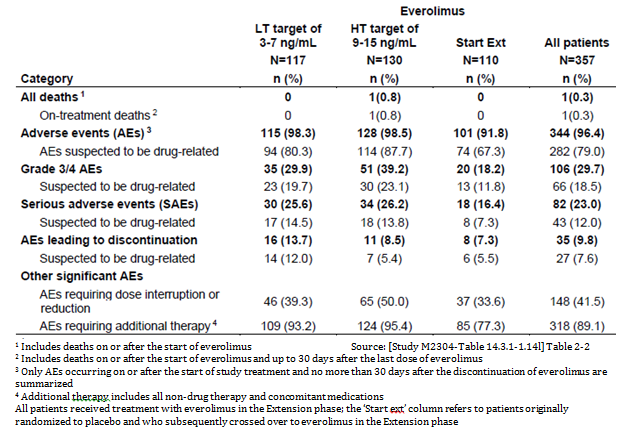 Everolimus
LT target of HT target of
3-7 ng/mL 9-15 ng/mL Start Ext All patients
N=117 N=130 N=110 N=357
Category n (%) n (%) n (%) n (%)
All deaths 1 0 1(0.8) 0 1(0.3)
On-treatment deaths 2 0 1(0.8) 0 1(0.3)
Adverse events (AEs) 3 115 (98.3) 128 (98.5) 101 (91.8) 344 (96.4)
AEs suspected to be drug-related 94 (80.3) 114 (87.7) 74 (67.3) 282 (79.0)
Grade 3/4 AEs 35 (29.9) 51 (39.2) 20 (18.2) 106 (29.7)
Suspected to be drug-related 23 (19.7) 30 (23.1) 13 (11.8) 66 (18.5)
Serious adverse events (SAEs) 30 (25.6) 34 (26.2) 18 (16.4) 82 (23.0)
Suspected to be drug-related 17 (14.5) 18 (13.8) 8 (7.3) 43 (12.0)
AEs leading to discontinuation 16 (13.7) 11 (8.5) 8 (7.3) 35 (9.8)
Suspected to be drug-related 14 (12.0) 7 (5.4) 6 (5.5) 27 (7.6)
Other significant AEs
AEs requiring dose interruption or
reduction 46 (39.3) 65 (50.0) 37 (33.6) 148 (41.5)
AEs requiring additional therapy 4 109 (93.2) 124 (95.4) 85 (77.3) 318 (89.1)
1 Includes deaths on or after the start of everolimus Source: [Study M2304-Table 14.3.1-1.14l] Table 2-2
2 Includes deaths on or after the start of everolimus and up to 30 days after the last dose of everolimus
3 Only AEs occurring on or after the start of study treatment and no more than 30 days after the discontinuation of everolimus are
summarized
4 Additional therapy includes all non-drug therapy and concomitant medications
All patients received treatment with everolimus in the Extension phase; the 'Start ext' column refers to patients originally
randomized to placebo and who subsequently crossed over to everolimus in the Extension phase